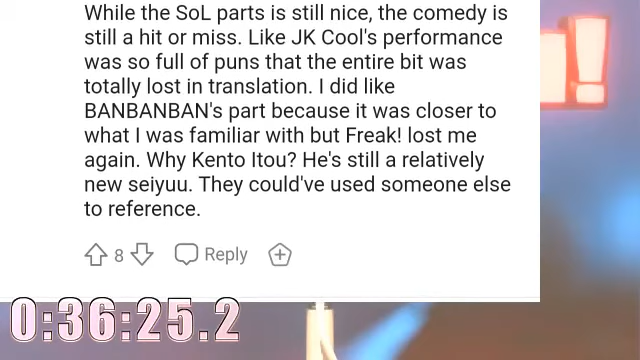 While the SoL parts is still nice, the comedy is
still a hit or miss. Like JK Cool's performance
was so full of puns that the entire bit was
totally lost in translation. I did like
BANBANBAN's part because it was closer to
what I was familiar with but Freak! lost me
again. Why Kento Itou? He's still a relatively
new seiyuu. They could've used someone else
to reference.
8 Reply
0:36:25.2
!